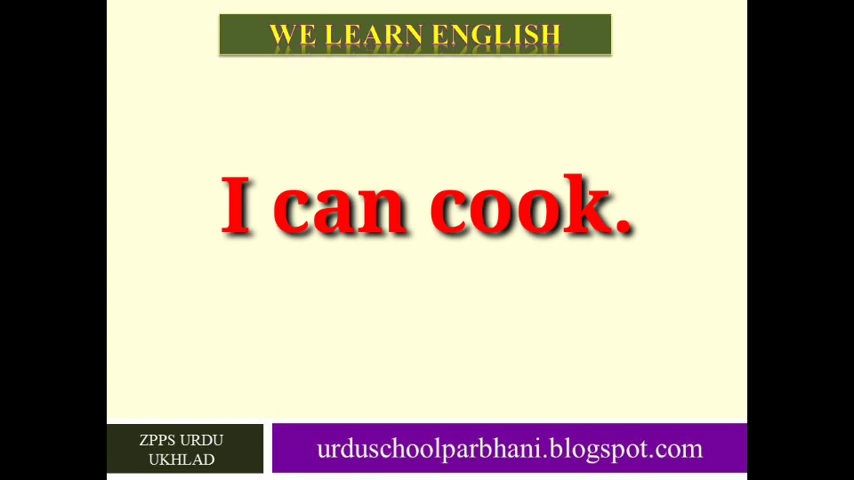 WE LEARN ENGLISH
I can cook.
ZPPS URDU
UKHLAD
urduschoolparbhani.blogspot.com